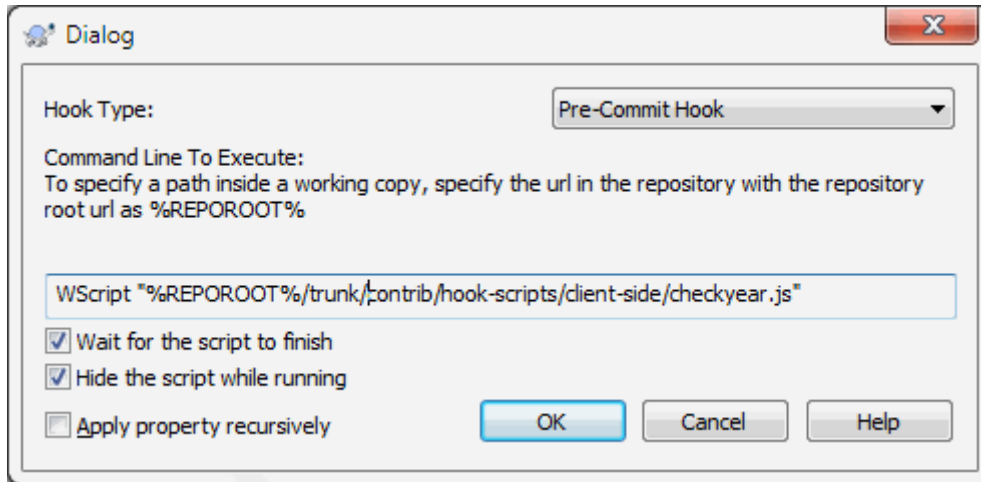 Dialog
Hook Type:
Pre-Commit Hook
Command Line To Execute:
To specify a path inside a working copy, specify the url in the repository with the repository
root url as %REPOROOT%
WScript "%REPOROOT%/trunk/contrib/hook-scripts/client-side/checkyear.js"
Wait for the script to finish
Hide the script while running
Apply property recursively
OK
Cancel
Help